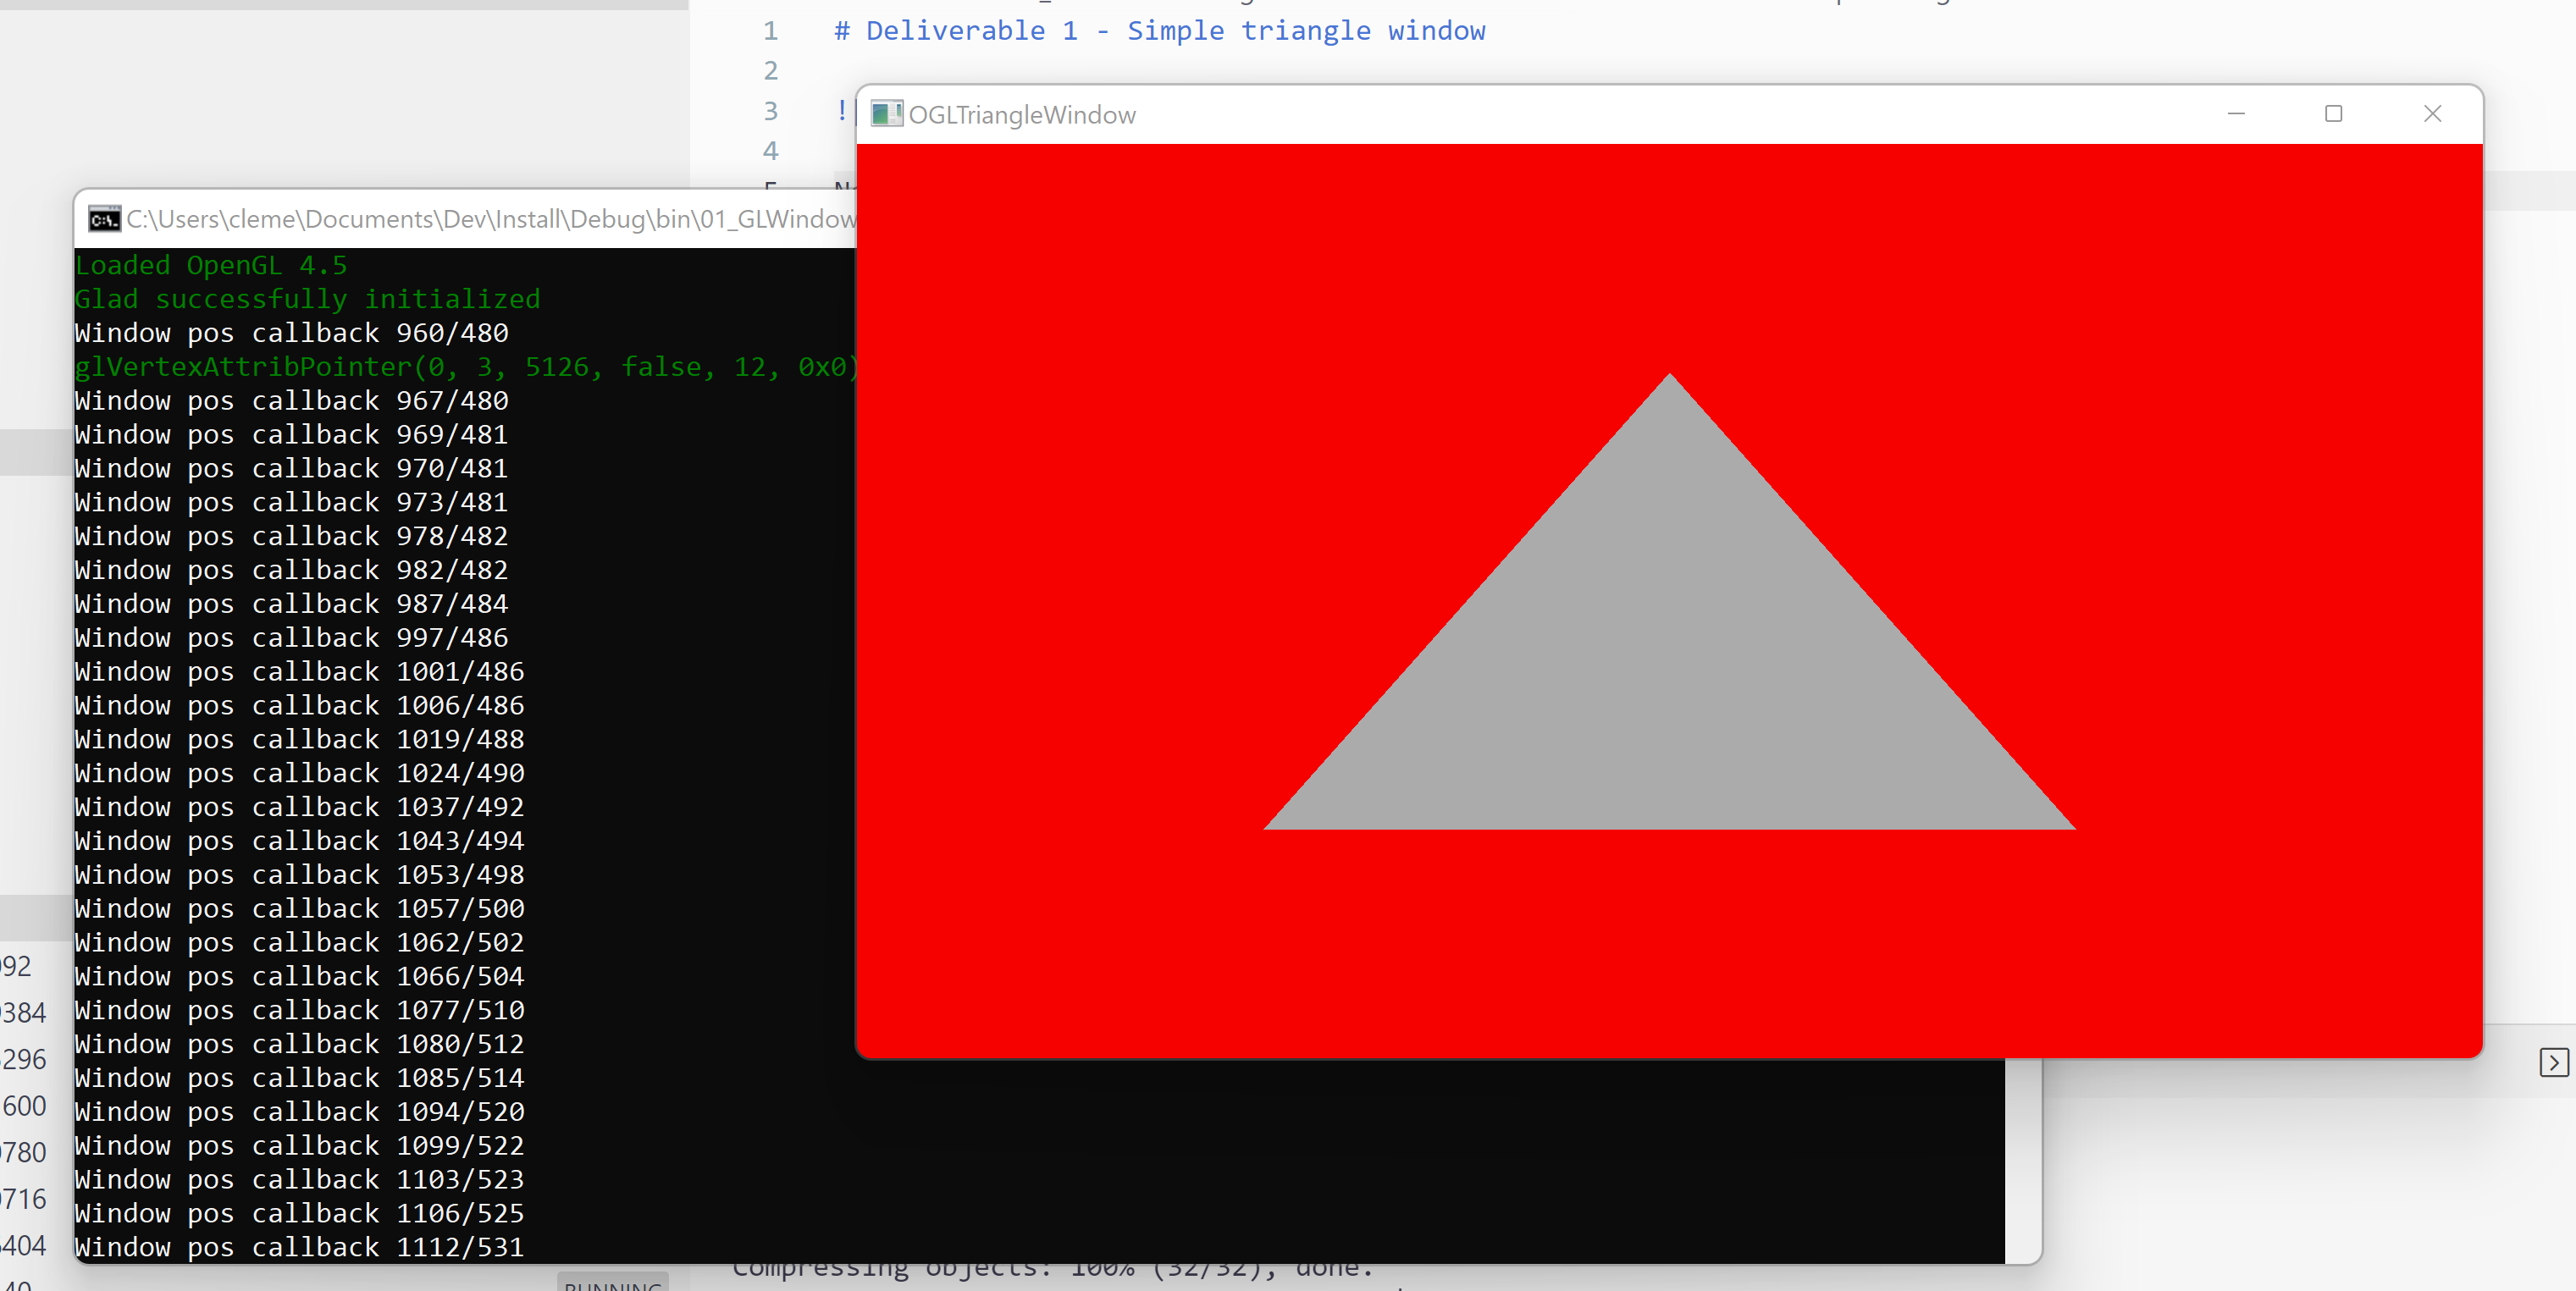 1 # Deliverable 1 - Simple triangle window
2
3 !
4
OGLTriangleWindow
C:\Users\cleme\Documents\Dev\Install\Debug\bin\01_GLWindow
Loaded OpenGL 4.5
Glad successfully initialized
Window pos callback 960/480
glVertexAttribPointer(0, 3, 5126, false, 12, 0x0)
Window pos callback 967/480
Window pos callback 969/481
Window pos callback 970/481
Window pos callback 973/481
Window pos callback 978/482
Window pos callback 982/482
Window pos callback 987/484
Window pos callback 997/486
Window pos callback 1001/486
Window pos callback 1006/486
Window pos callback 1019/488
Window pos callback 1024/490
Window pos callback 1037/492
Window pos callback 1043/494
Window pos callback 1053/498
Window pos callback 1057/500
Window pos callback 1062/502
Window pos callback 1066/504
Window pos callback 1077/510
Window pos callback 1080/512
Window pos callback 1085/514
Window pos callback 1094/520
Window pos callback 1099/522
Window pos callback 1103/523
Window pos callback 1106/525
Window pos callback 1112/531
92
384
296
600
780
716
404
40
RUNNING
Compressing objects: 100% (32/32), done.